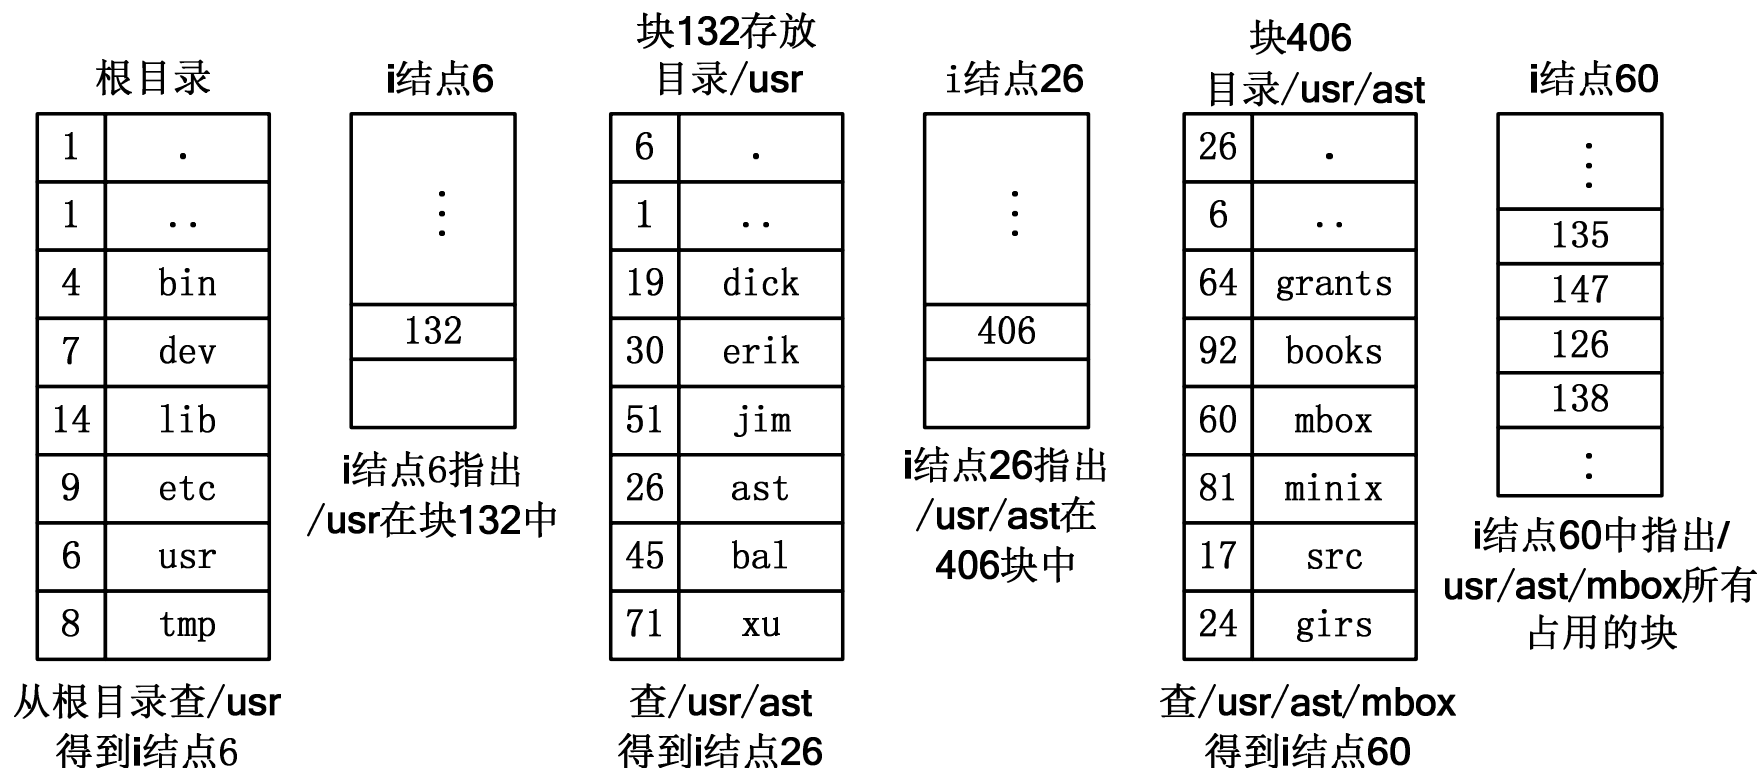 根目录
1 .
1 ..
4 bin
7 dev
14 lib
9 etc
6 usr
8 tmp
从根目录查/usr
得到i结点6
i结点6
⋮
132
i结点6指出
/usr在块132中
块132存放
目录/usr
6 .
1 ..
19 dick
30 erik
51 jim
26 ast
45 bal
71 xu
查/usr/ast
得到i结点26
i结点26
⋮
406
i结点26指出
/usr/ast在
406块中
块406
目录/usr/ast
26 .
6 ..
64 grants
92 books
60 mbox
81 minix
17 src
24 girs
查/usr/ast/mbox
得到i结点60
i结点60
⋮
135
147
126
138
:
i结点60中指出/
usr/ast/mbox所有
占用的块